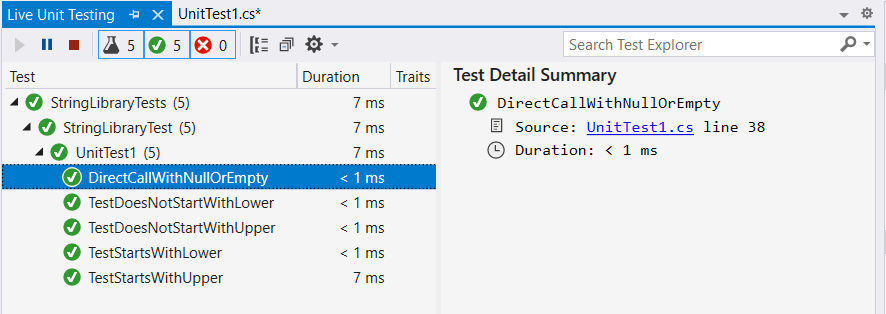 Live Unit Testing UnitTest1.cs*
5 5 0 Search Test Explorer
Test Duration Traits
StringLibraryTests (5) 7 ms
StringLibraryTest (5) 7 ms
UnitTest1 (5) 7 ms
DirectCallWithNullOrEmpty < 1 ms
TestDoesNotStartWithLower < 1 ms
TestDoesNotStartWithUpper < 1 ms
TestStartsWithLower < 1 ms
TestStartsWithUpper 7 ms
Test Detail Summary
DirectCallWithNullOrEmpty
Source: UnitTest1.cs line 38
Duration: < 1 ms